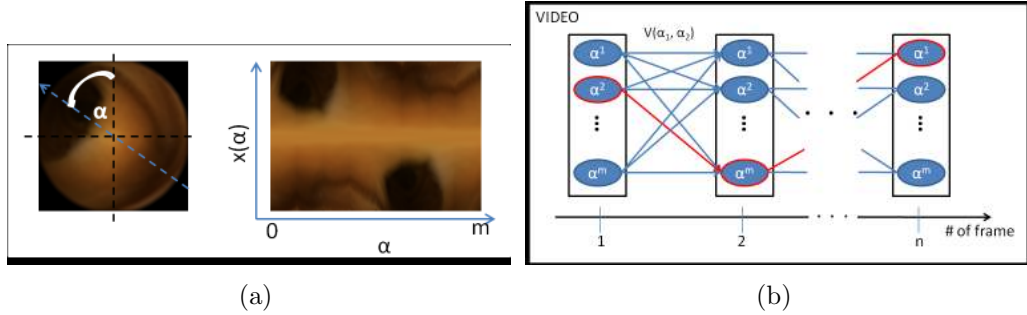 α
x(α)
0
m
α
(a)
VIDEO
V(α₁, α₂)
α¹ α¹ α¹
α² α² α²
⋮ ⋮ ⋮
. . .
αᵐ αᵐ αᵐ
. . . .
# of frame
1 2 n
(b)